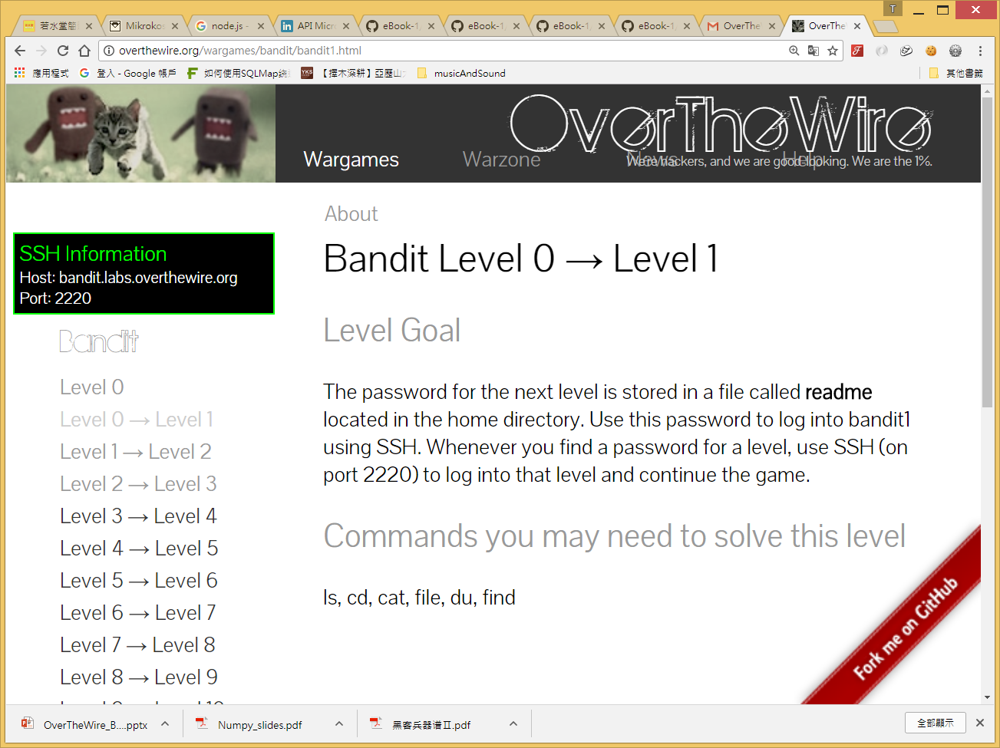 T
若水堂簡
Mikrokos
node.js -
API Micr
eBook-1
eBook-1
eBook-1
eBook-1
OverThe
OverThe
overthewire.org/wargames/bandit/bandit1.html
應用程式
登入 - Google 帳戶
如何使用SQLMap
【擇木深耕】亞歷山
musicAndSound
其他書籤
OverTheWire
We're hackers, and we are good-looking. We are the 1%.
Wargames
Warzone
News
Help
About
SSH Information
Host: bandit.labs.overthewire.org
Port: 2220
Bandit
Level 0
Level 0 → Level 1
Level 1 → Level 2
Level 2 → Level 3
Level 3 → Level 4
Level 4 → Level 5
Level 5 → Level 6
Level 6 → Level 7
Level 7 → Level 8
Level 8 → Level 9
Bandit Level 0 → Level 1
Level Goal
The password for the next level is stored in a file called readme
located in the home directory. Use this password to log into bandit1
using SSH. Whenever you find a password for a level, use SSH (on
port 2220) to log into that level and continue the game.
Commands you may need to solve this level
ls, cd, cat, file, du, find
Fork me on GitHub
OverTheWire_B....pptx
Numpy_slides.pdf
黑客兵器谱Ⅱ.pdf
全部顯示